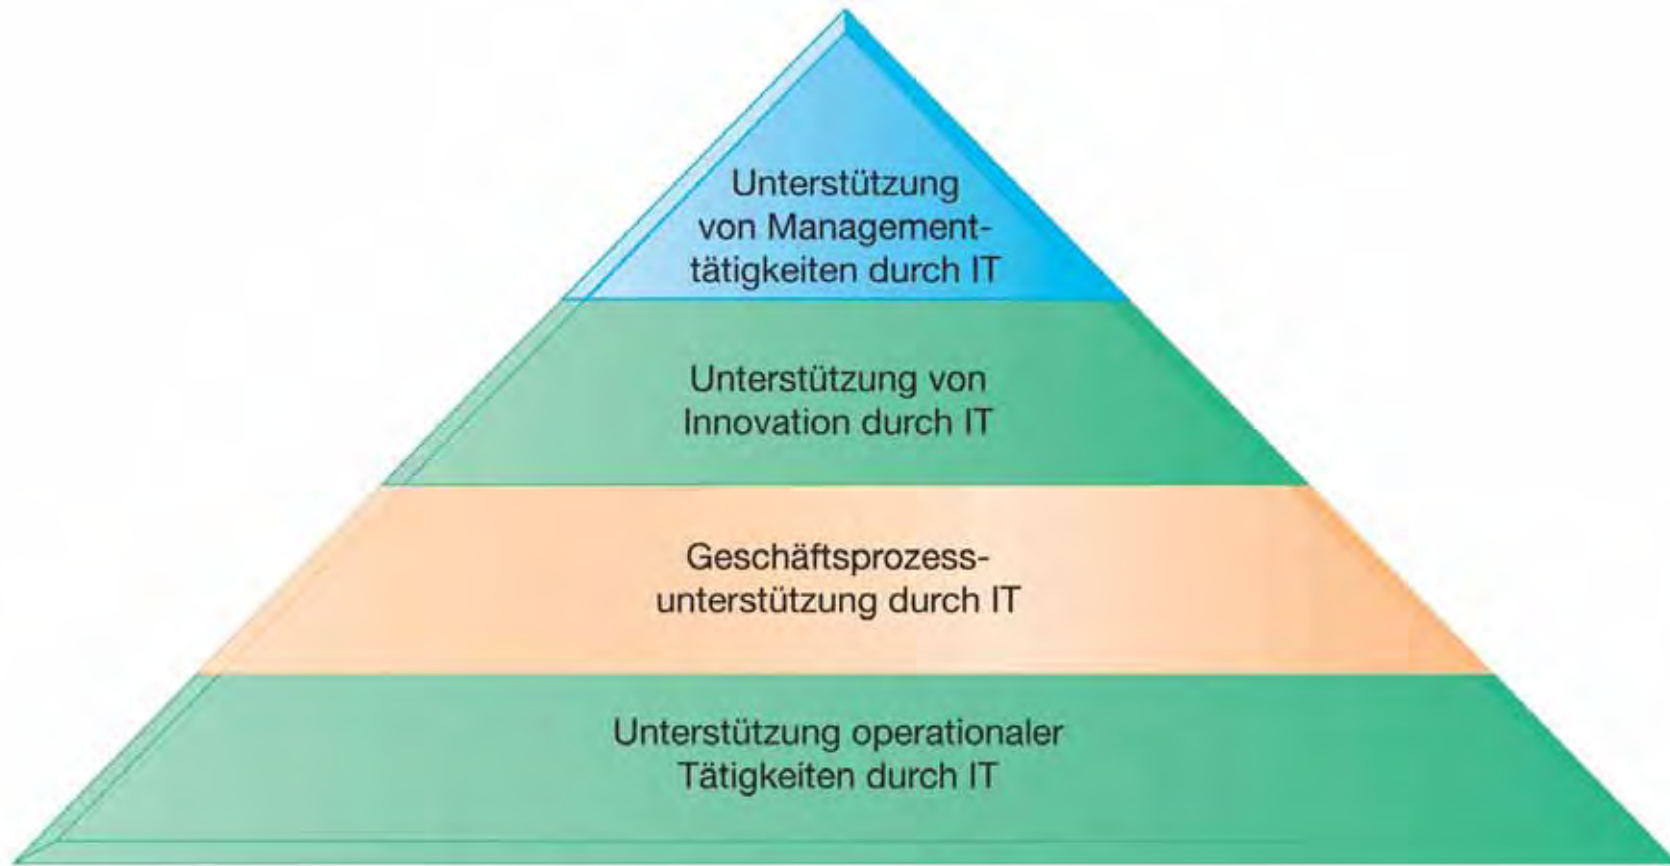 Unterstützung
von Management-
tätigkeiten durch IT
Unterstützung von
Innovation durch IT
Geschäftsprozess-
unterstützung durch IT
Unterstützung operationaler
Tätigkeiten durch IT